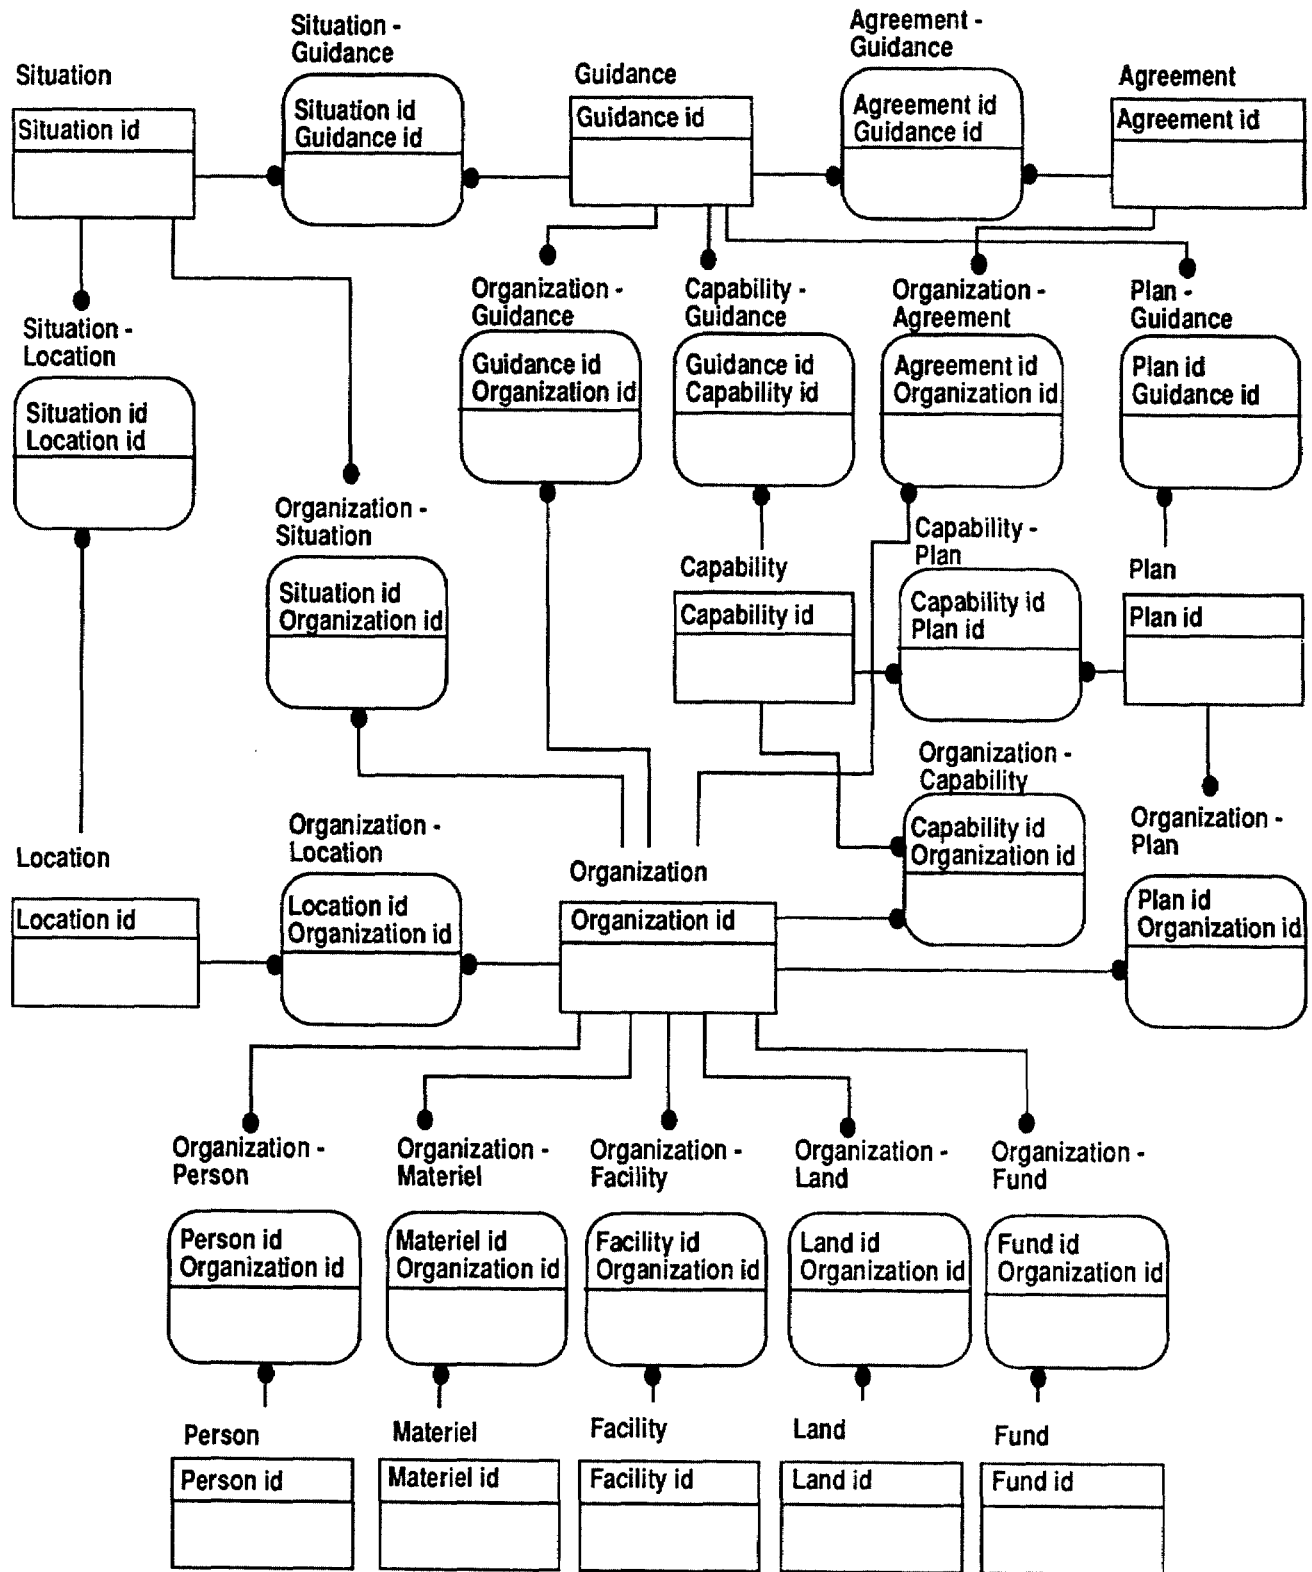 Situation -
Guidance
Agreement -
Guidance
Situation
Guidance
Agreement
Situation id
Situation id
Guidance id
Guidance id
Agreement id
Guidance id
Agreement id
Organization -
Guidance
Capability -
Guidance
Organization -
Agreement
Plan -
Guidance
Situation -
Location
Guidance id
Organization id
Guidance id
Capability id
Agreement id
Organization id
Plan id
Guidance id
Situation id
Location id
Organization -
Situation
Capability -
Plan
Capability
Plan
Situation id
Organization id
Capability id
Capability id
Plan id
Plan id
Organization -
Capability
Organization -
Location
Organization -
Plan
Location
Organization
Capability id
Organization id
Location id
Location id
Organization id
Organization id
Plan id
Organization id
Organization -
Person
Organization -
Materiel
Organization -
Facility
Organization -
Land
Organization -
Fund
Person id
Organization id
Materiel id
Organization id
Facility id
Organization id
Land id
Organization id
Fund id
Organization id
Person
Materiel
Facility
Land
Fund
Person id
Materiel id
Facility id
Land id
Fund id